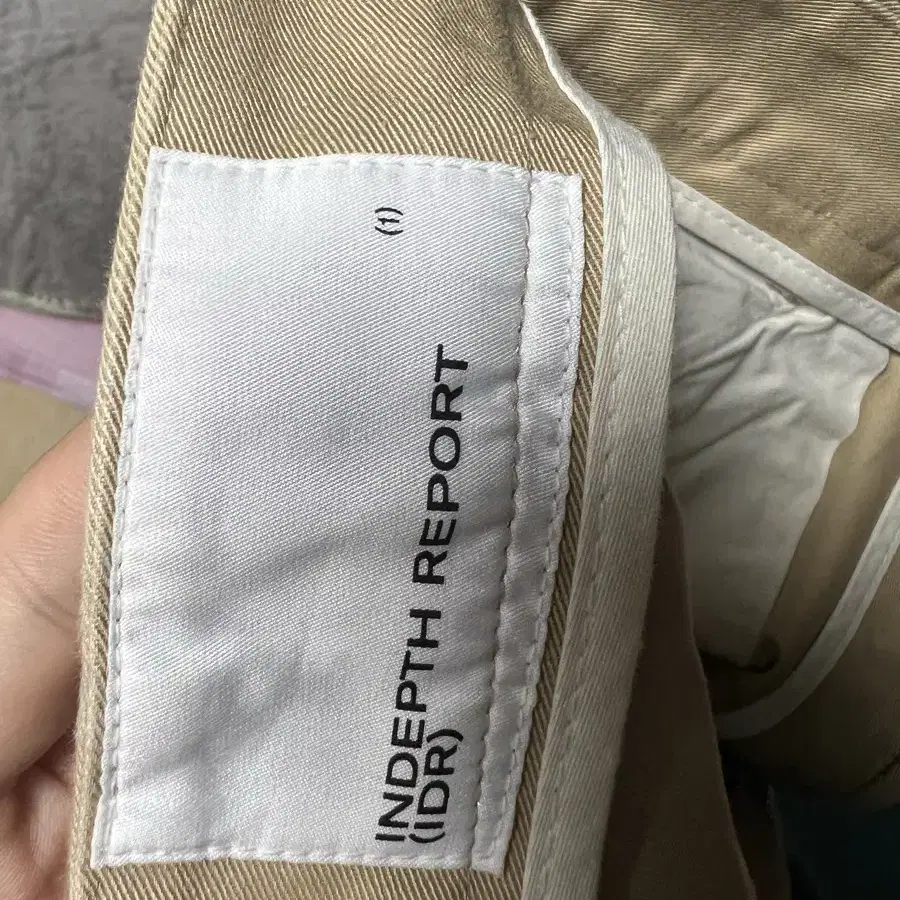 INDEPTH REPORT
(IDR)
(1)